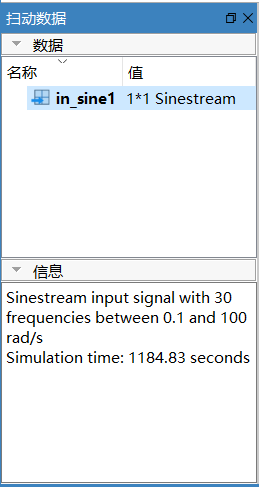 扫动数据
数据
名称 值
in_sine1 1*1 Sinestream
信息
Sinestream input signal with 30
frequencies between 0.1 and 100
rad/s
Simulation time: 1184.83 seconds